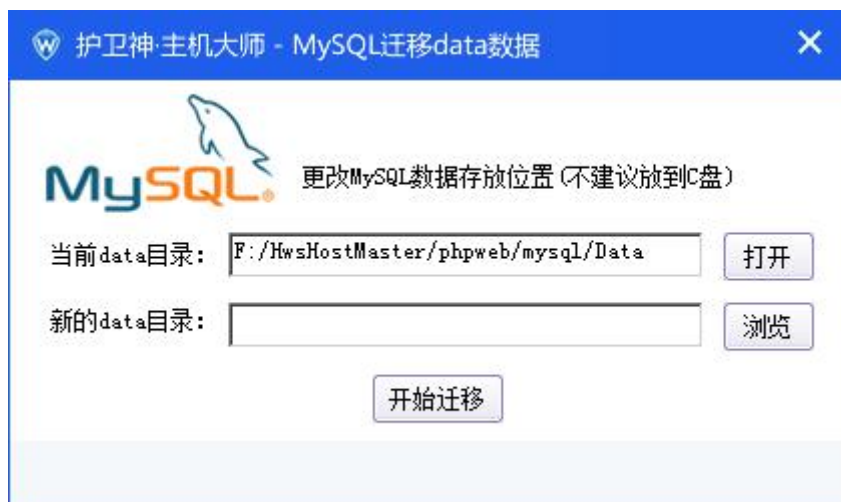 护卫神·主机大师 - MySQL迁移data数据
MySQL®
更改MySQL数据存放位置(不建议放到C盘)
当前data目录: F:/HwsHostMaster/phpweb/mysql/Data 打开
新的data目录: 浏览
开始迁移